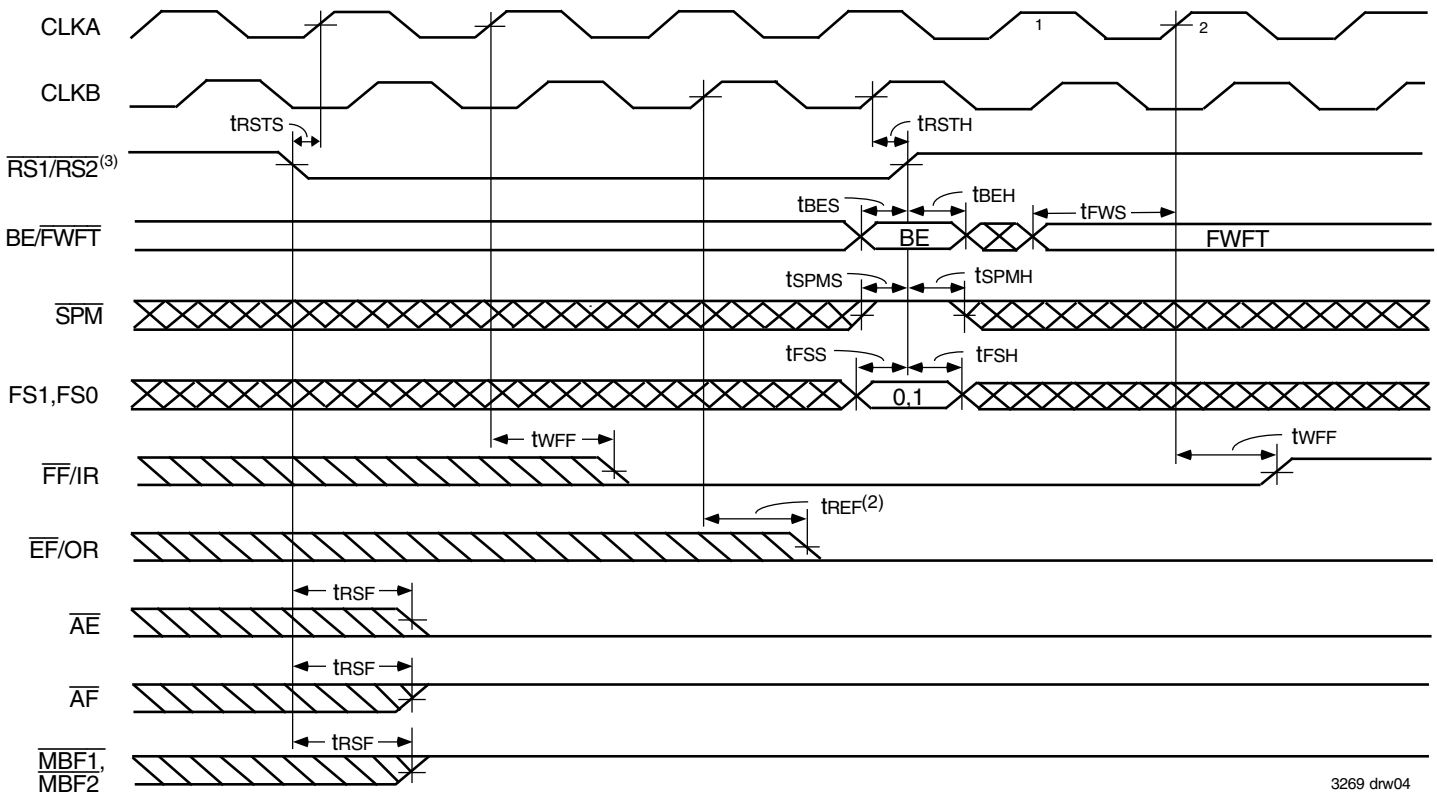 CLKA
1
2
CLKB
tRSTS
tRSTH
RS1/RS2(3)
tBES
tBEH
tFWS
BE/FWFT
BE
FWFT
tSPMS
tSPMH
SPM
tFSS
tFSH
FS1,FS0
0,1
tWFF
tWFF
FF/IR
tREF(2)
EF/OR
tRSF
AE
tRSF
AF
tRSF
MBF1,
MBF2
3269 drw04